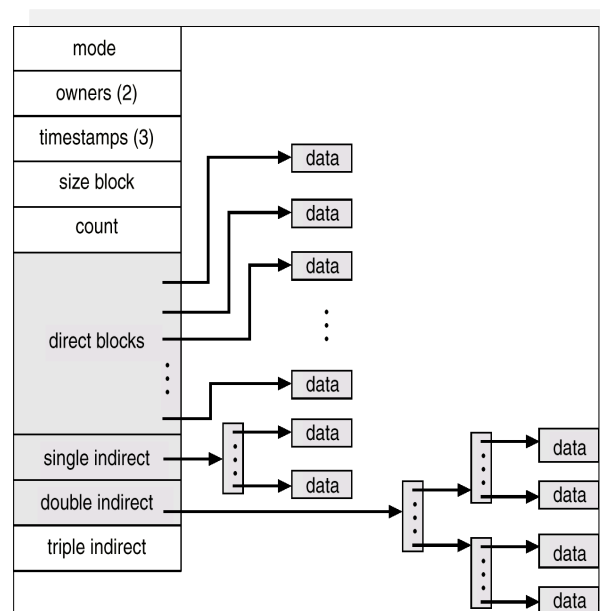 mode
owners (2)
timestamps (3)
size block
count
direct blocks
single indirect
double indirect
triple indirect
data
data
data
data
data
data
data
data
data
data